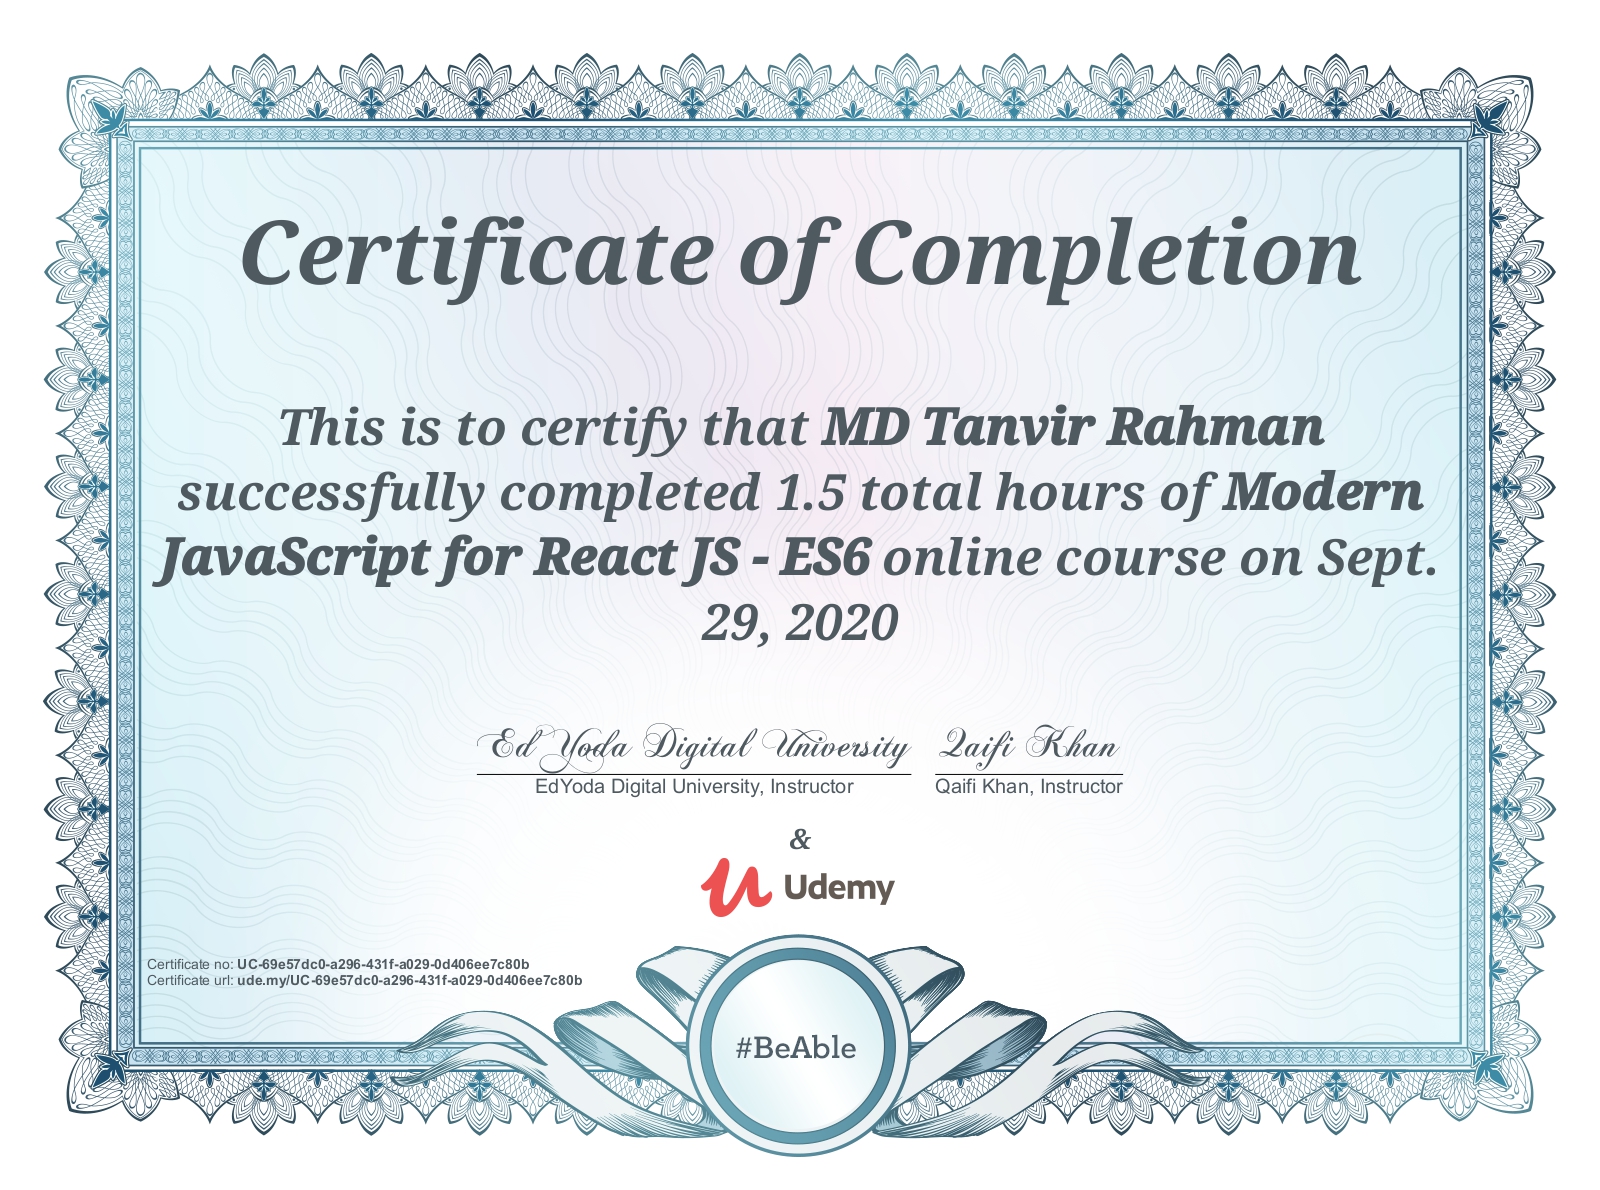 Certificate of Completion
This is to certify that MD Tanvir Rahman
successfully completed 1.5 total hours of Modern
JavaScript for React JS - ES6 online course on Sept.
29, 2020
Ed Yoda Digital University Qaifi Khan
EdYoda Digital University, Instructor Qaifi Khan, Instructor
&
Udemy
Certificate no: UC-69e57dc0-a296-431f-a029-0d406ee7c80b
Certificate url: ude.my/UC-69e57dc0-a296-431f-a029-0d406ee7c80b
#BeAble